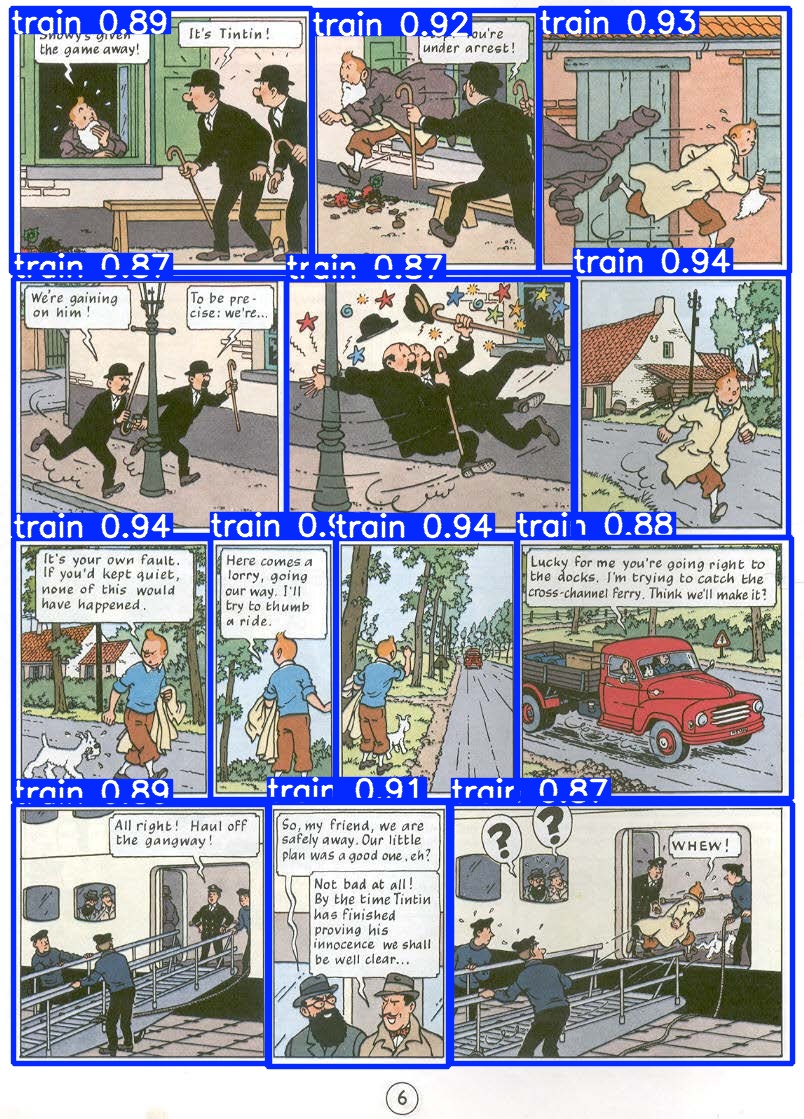 train 0.89
Snowy's given
the game away!
It's Tintin!
train 0.92
You're
under arrest!
train 0.93
train 0.87
We're gaining
on him!
To be pre-
cise: we're...
train 0.87
train 0.94
train 0.94
It's your own fault.
If you'd kept quiet,
none of this would
have happened.
train
Here comes a
lorry, going
our way. I'll
try to thumb
a ride.
train 0.94
train 0.88
Lucky for me you're going right to
the docks. I'm trying to catch the
cross-channel ferry. Think we'll make it?
train 0.89
All right! Haul off
the gangway!
train 0.91
So, my friend, we are
safely away. Our little
plan was a good one, eh?
Not bad at all!
By the time Tintin
has finished
proving his
innocence we shall
be well clear...
train 0.87
?
?
WHEW!
6